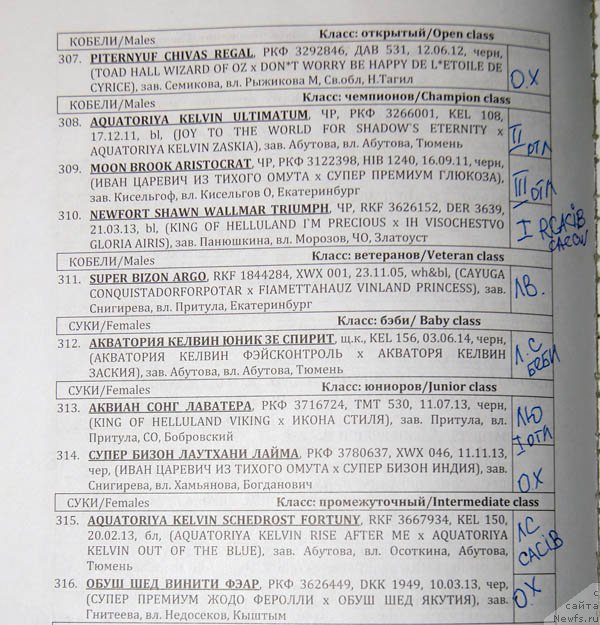 КОБЕЛИ/Males Класс: открытый/Open class
307. PITERNYUF CHIVAS REGAL, РКФ 3292846, ДАВ 531, 12.06.12, черн,
(TOAD HALL WIZARD OF OZ x DON*T WORRY BE HAPPY DE L*ETOILE DE
CYRICE), зав. Семикова, вл. Рыжикова М, Св.обл, Н.Тагил
О.Х
КОБЕЛИ/Males Класс: чемпионов/Champion class
308. AQUATORIYA KELVIN ULTIMATUM, ЧР, РКФ 3266001, KEL 108,
17.12.11, bl, (JOY TO THE WORLD FOR SHADOW'S ETERNITY x
AQUATORIYA KELVIN ZASKIA), зав. Абутова, вл. Абутова, Тюмень
II отл
309. MOON BROOK ARISTOCRAT, ЧР, РКФ 3122398, HIB 1240, 16.09.11, черн,
(ИВАН ЦАРЕВИЧ ИЗ ТИХОГО ОМУТА x СУПЕР ПРЕМИУМ ГЛЮКОЗА),
зав. Кисельгоф, вл. Кисельгов О, Екатеринбург
III отл
310. NEWFORT SHAWN WALLMAR TRIUMPH, ЧР, RKF 3626152, DER 3639,
21.03.13, bl, (KING OF HELLULAND I'M PRECIOUS x IH VISOCHESTVO
GLORIA AIRIS), зав. Панюшкина, вл. Морозов, ЧО, Златоуст
I RCACIB
КОБЕЛИ/Males Класс: ветеранов/Veteran class
311. SUPER BIZON ARGO, RKF 1844284, XWX 001, 23.11.05, wh&bl, (CAYUGA
CONQUISTADORFORPOTAR x FIAMETTAHAUZ VINLAND PRINCESS), зав.
Снигирева, вл. Притула, Екатеринбург
ЛВ.
СУКИ/Females Класс: бэби/ Baby class
312. АКВАТОРИЯ КЕЛВИН ЮНИК ЗЕ СПИРИТ, щ.к., KEL 156, 03.06.14, черн,
(АКВАТОРИЯ КЕЛВИН ФЭЙСКОНТРОЛЬ x АКВАТОРЯ КЕЛВИН
ЗАСКИЯ), зав. Абутова, вл. Абутова, Тюмень
Л.С
БЕБИ
СУКИ/Females Класс: юниоров/Junior class
313. АКВИАН СОНГ ЛАВАТЕРА, РКФ 3716724, ТМТ 530, 11.07.13, черн,
(KING OF HELLULAND VIKING x ИКОНА СТИЛЯ), зав. Притула, вл.
Притула, СО, Бобровский
ЛЮ
I отл
314. СУПЕР БИЗОН ЛАУТХАНИ ЛАЙМА, РКФ 3780637, XWX 046, 11.11.13,
чер, (ИВАН ЦАРЕВИЧ ИЗ ТИХОГО ОМУТА x СУПЕР БИЗОН ИНДИЯ), зав.
Снигирева, вл. Хамьянова, Богданович
ОХ
СУКИ/Females Класс: промежуточный/Intermediate class
315. AQUATORIYA KELVIN SCHEDROST FORTUNY, RKF 3667934, KEL 150,
20.02.13, бл, (AQUATORIYA KELVIN RISE AFTER ME x AQUATORIYA
KELVIN OUT OF THE BLUE), зав. Абутова, вл. Осоткина, Абутова,
Тюмень
ЛС
CACIB
316. ОБУШ ШЕД ВИНИТИ ФЭАР, РКФ 3626449, DKK 1949, 10.03.13, чер,
(СУПЕР ПРЕМИУМ ЖОДО ФЕРОЛЛИ x ОБУШ ШЕД ЯКУТИЯ), зав.
Гнитеева, вл. Недосеков, Кыштым
О.Х
с
сайта
Newfs.ru